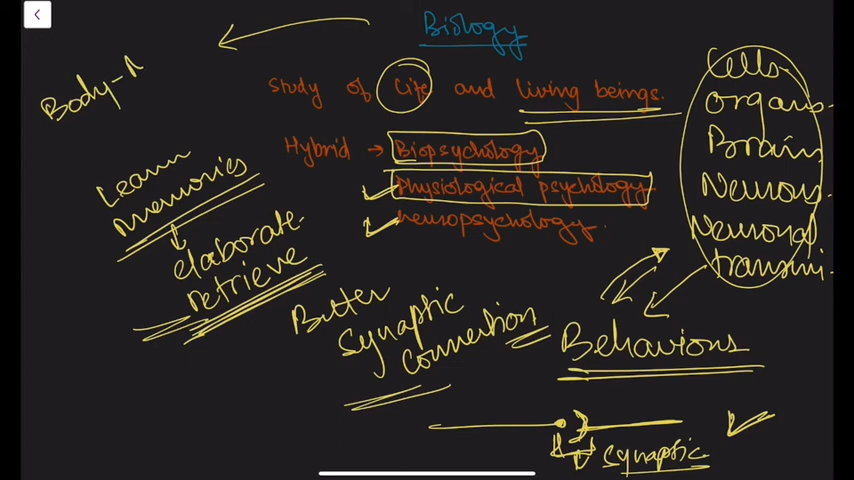 Biology
Study of Life and living beings.
Hybrid → Biopsychology
Physiological psychology
neuropsychology.
Body-M
Learn
memories
elaborate
retrieve
Better
synaptic
connection
Cells
organs
Brain
Neurons
Neuronal
transmi
Behaviours
synaptic